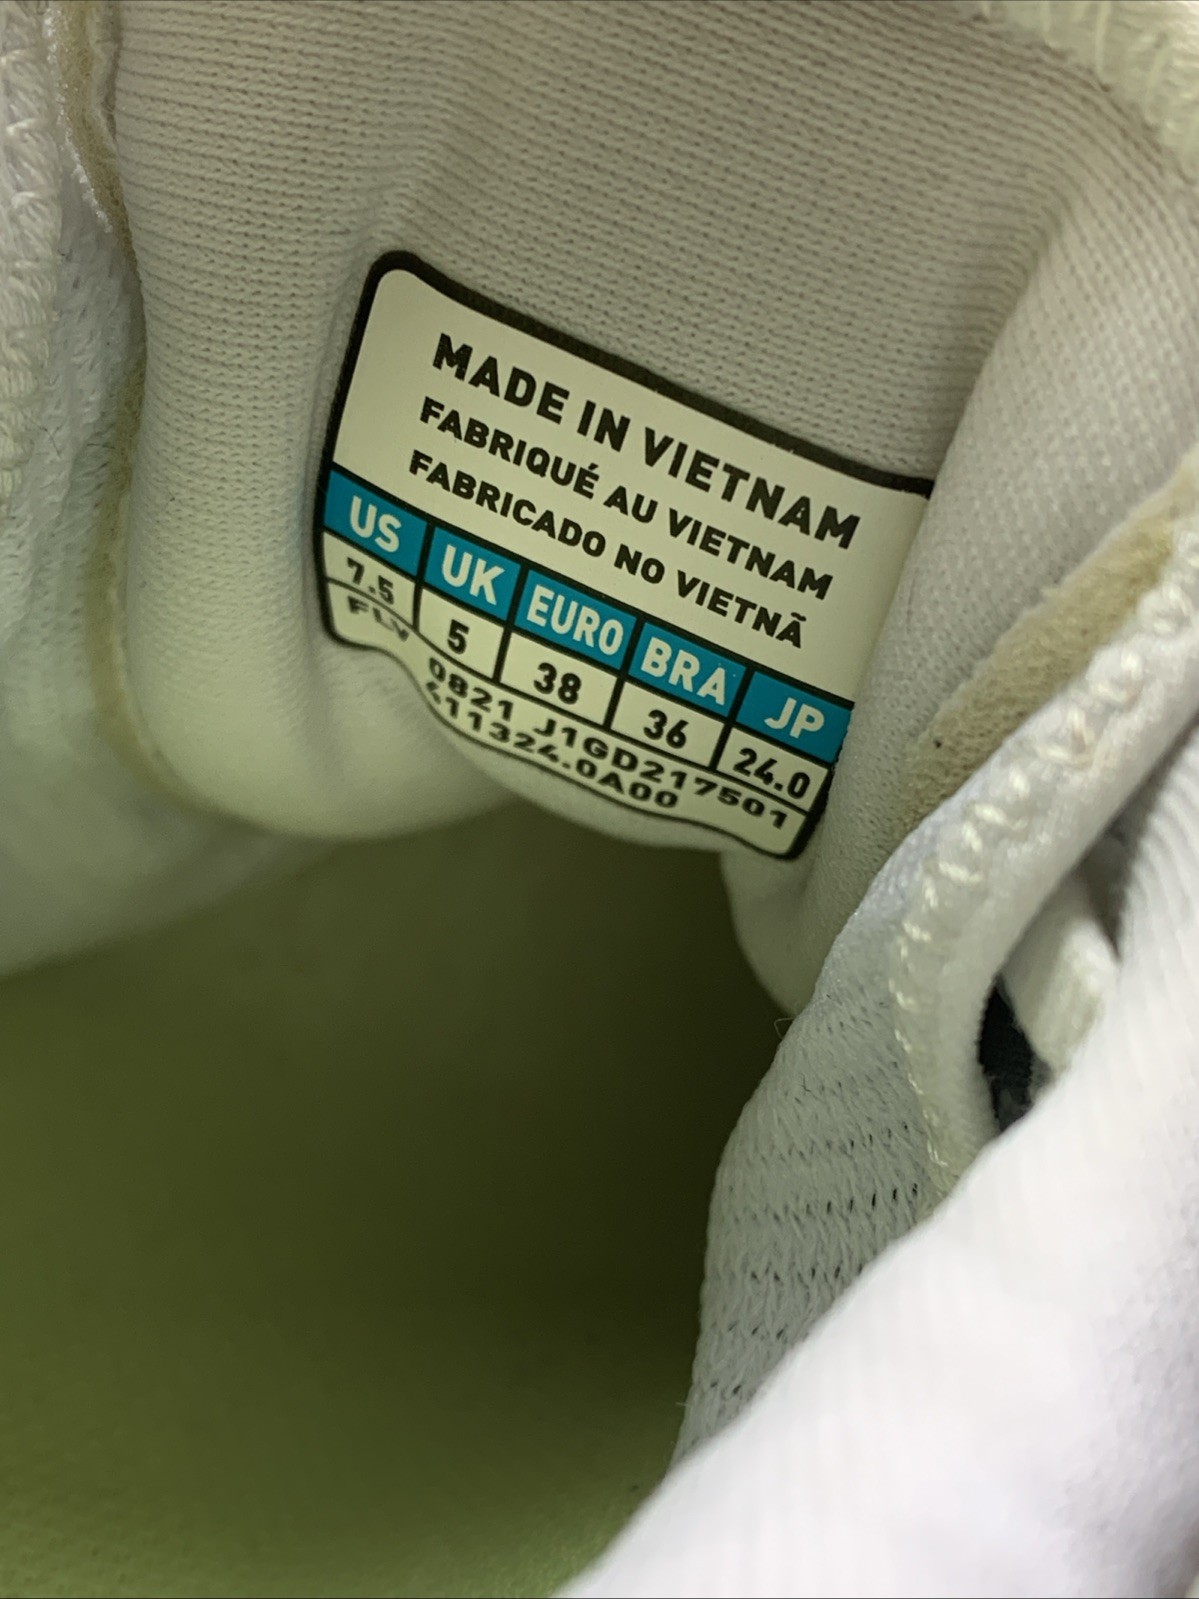 MADE IN VIETNAM
FABRIQUÉ AU VIETNAM
FABRICADO NO VIETNÃ
US UK EURO BRA JP
7.5 5 38 36 24.0
FLV 0821 J1GD217501
411324.0A00